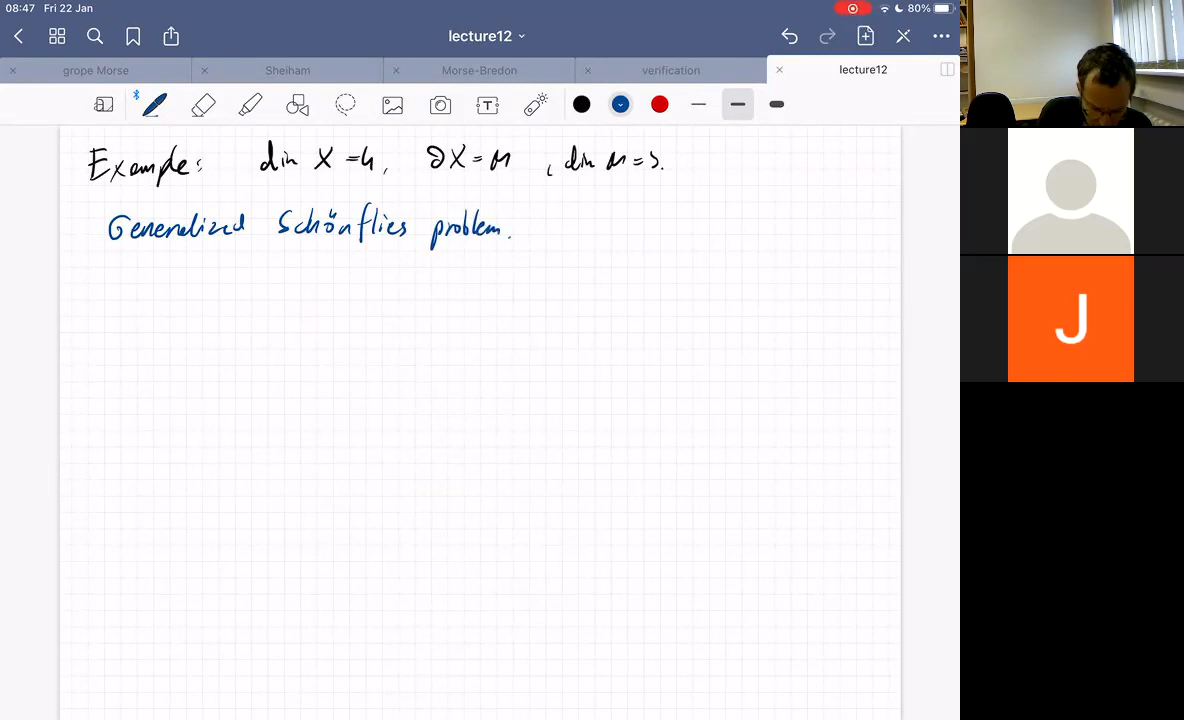 08:47 Fri 22 Jan
80%
lecture12
grope Morse
Sheiham
Morse-Bredon
venfication
lecture12
T
Example: dim X = 4, ∂X = M, dim M = 3.
Generalized Schönflies problem.
J